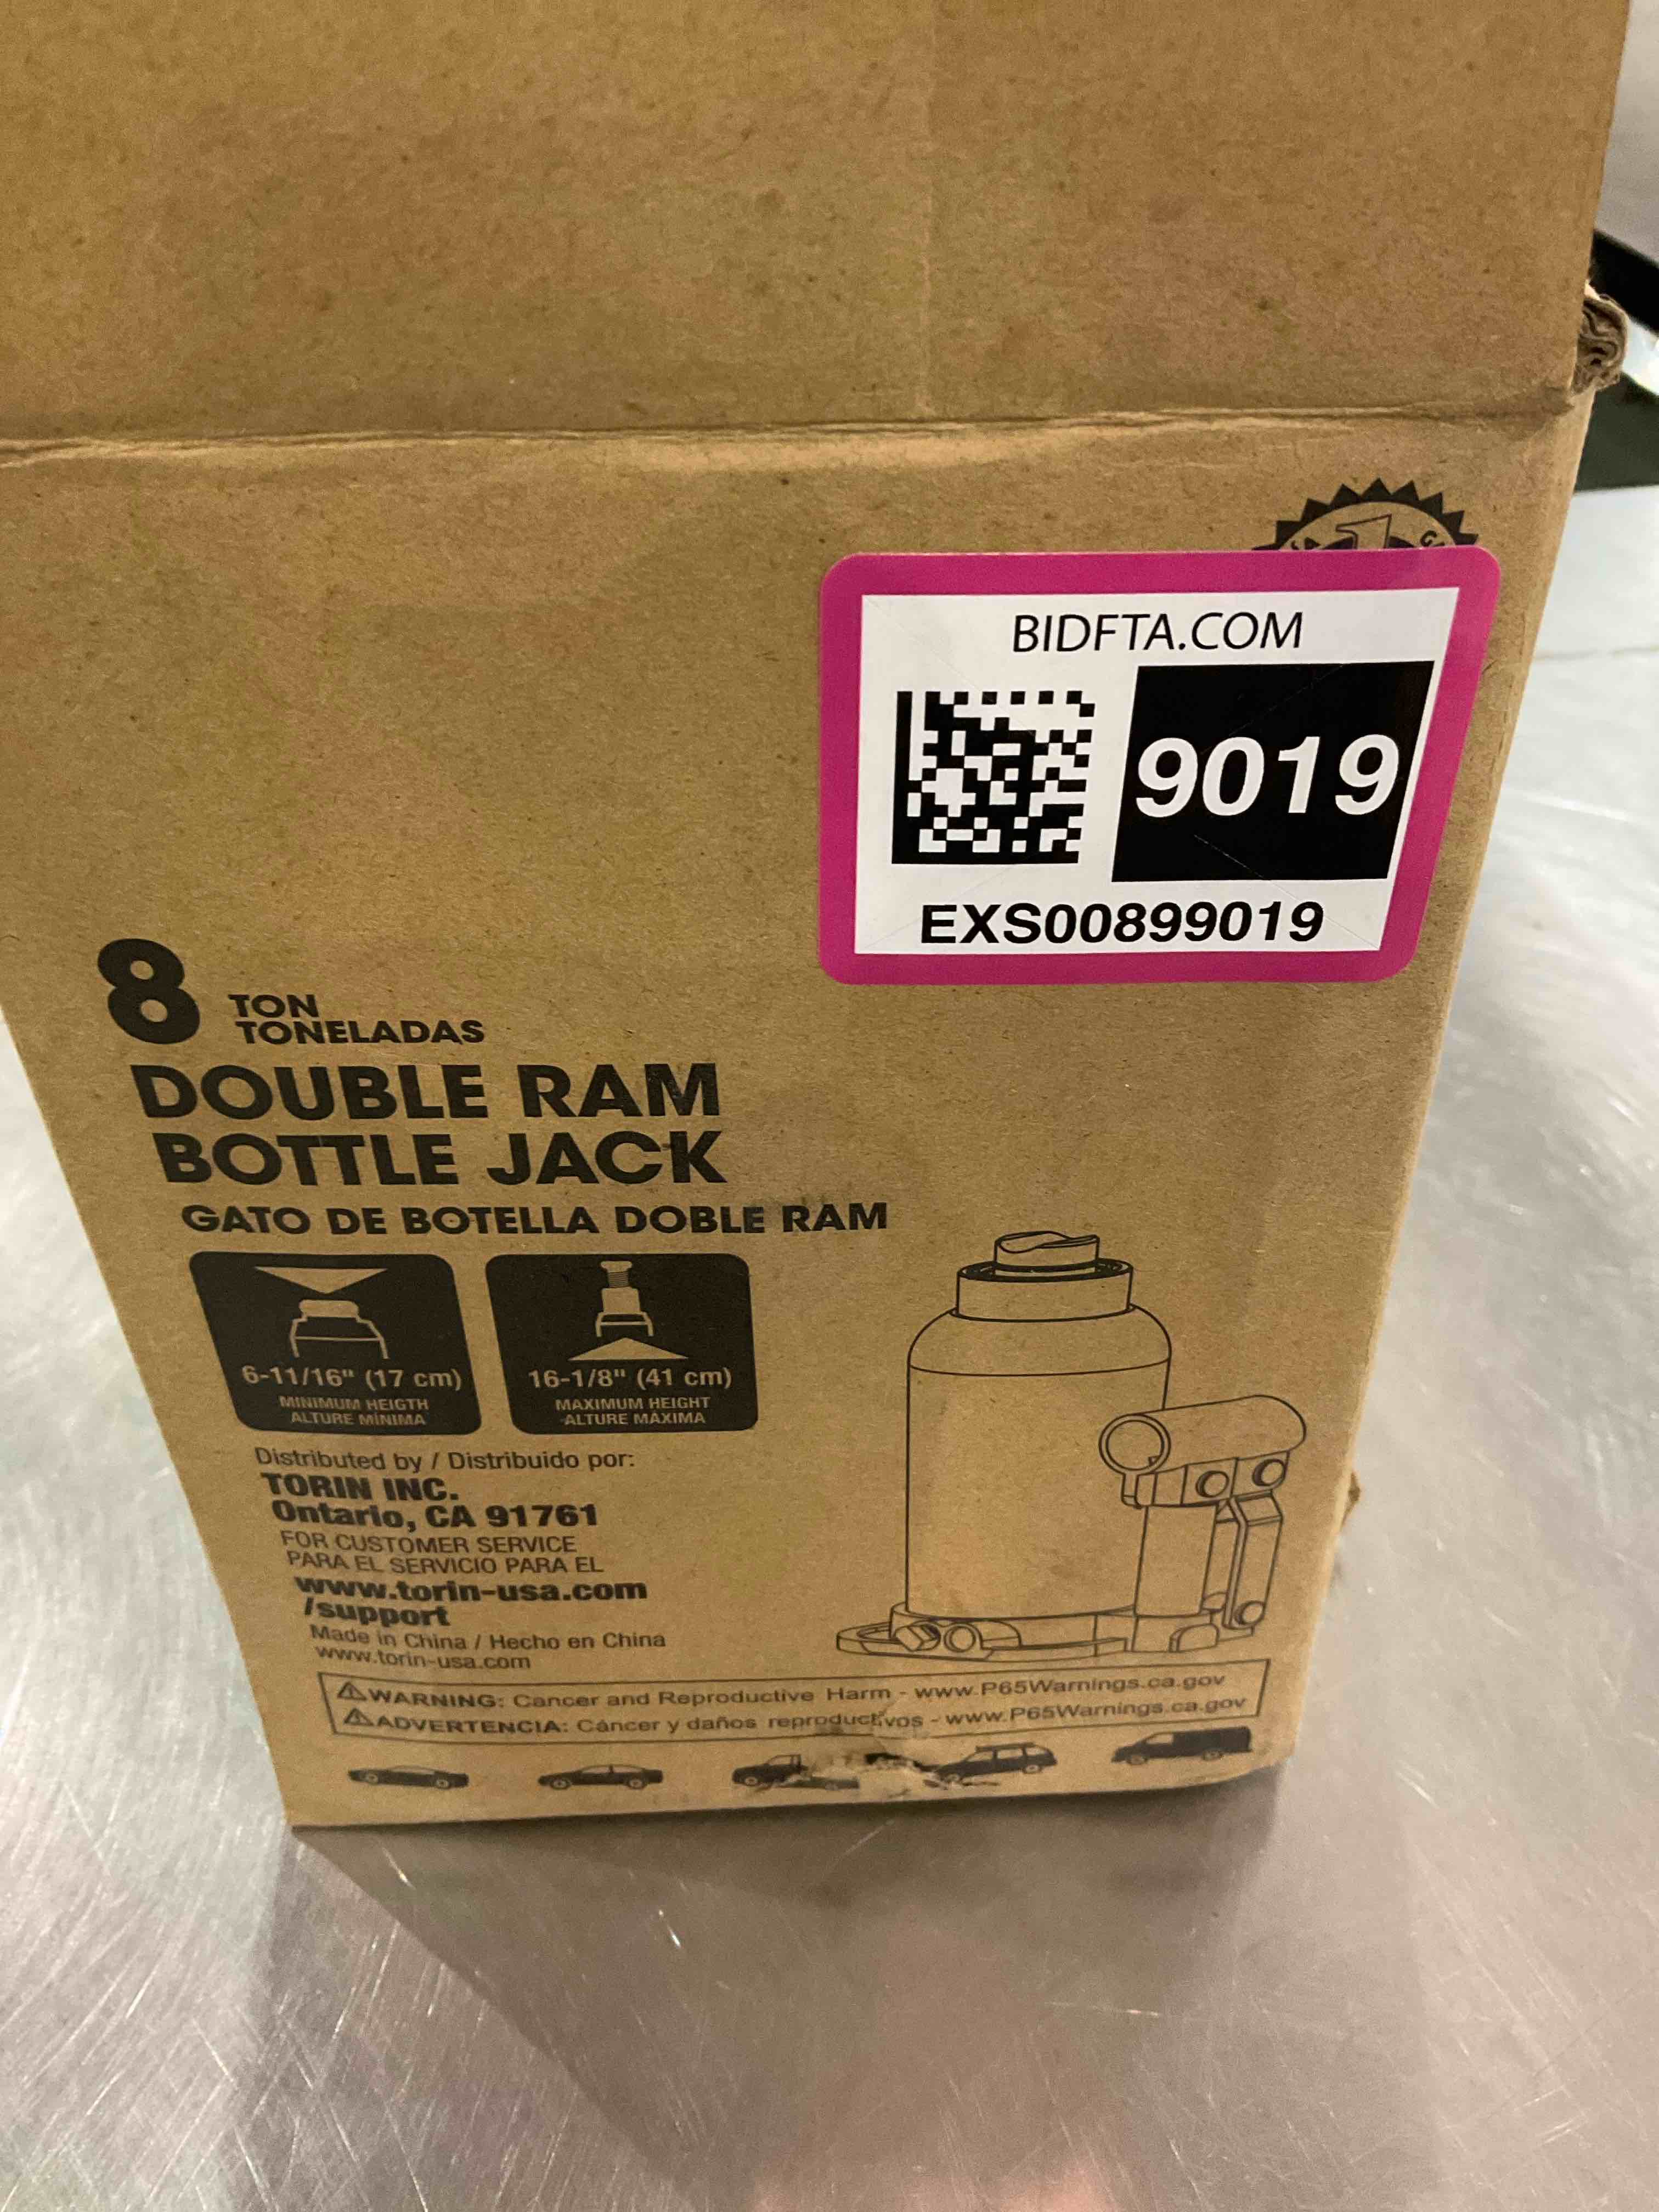 BIDFTA.COM
9019
EXS00899019
8 TON
TONELADAS
DOUBLE RAM
BOTTLE JACK
GATO DE BOTELLA DOBLE RAM
6-11/16" (17 cm)
MINIMUM HEIGTH
ALTURE MÍNIMA
16-1/8" (41 cm)
MAXIMUM HEIGHT
ALTURE MÁXIMA
Distributed by / Distribuido por:
TORIN INC.
Ontario, CA 91761
FOR CUSTOMER SERVICE
PARA EL SERVICIO PARA EL
www.torin-usa.com
/support
Made in China / Hecho en China
www.torin-usa.com
WARNING: Cancer and Reproductive Harm - www.P65Warnings.ca.gov
ADVERTENCIA: Cáncer y daños reproductivos - www.P65Warnings.ca.gov